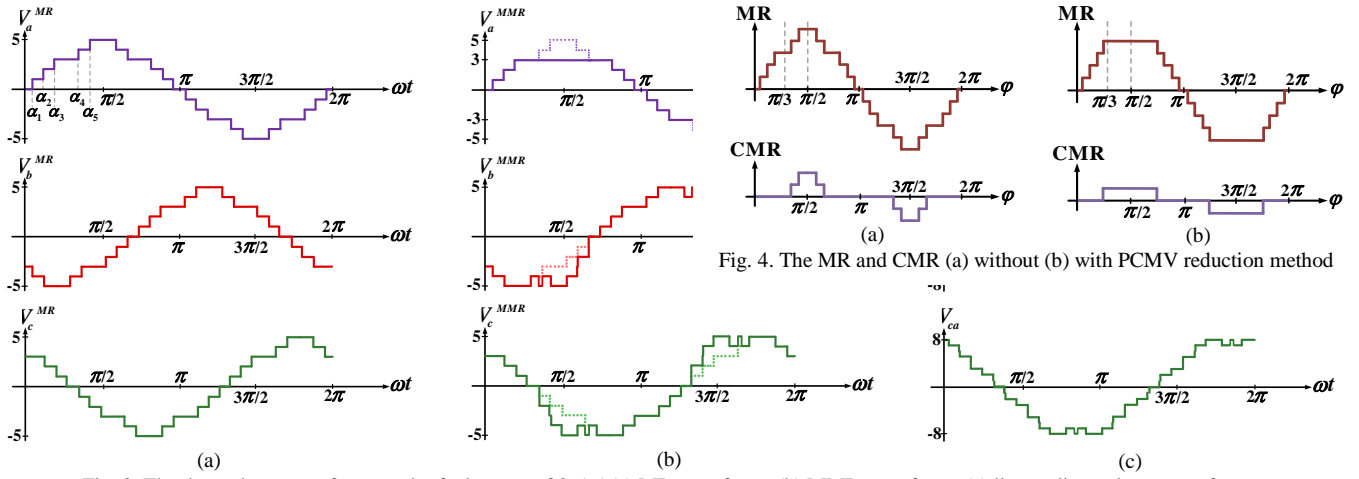 V_a^MR
5
α1
α2
α3
α4
α5
π/2
π
3π/2
2π
ωt
-5
V_b^MR
5
π/2
π
3π/2
2π
ωt
-5
V_c^MR
5
π/2
π
3π/2
2π
ωt
-5
(a)
V_a^MMR
5
3
π/2
π
-3
-5
V_b^MMR
5
π/2
π
-5
V_c^MMR
5
π/2
π
3π/2
2π
ωt
-5
(b)
MR
π/3
π/2
π
3π/2
2π
φ
CMR
π/2
π
3π/2
2π
φ
(a)
MR
π/3
π/2
π
3π/2
2π
φ
CMR
π/2
π
3π/2
2π
φ
(b)
Fig. 4. The MR and CMR (a) without (b) with PCMV reduction method
V_ca
8
π/2
π
3π/2
2π
ωt
-8
(c)